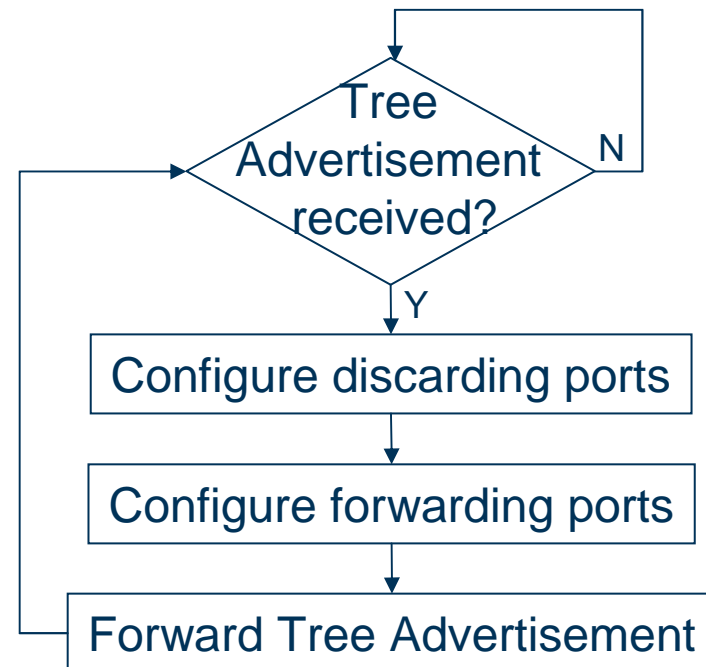 Tree
Advertisement
received?
N
Y
Configure discarding ports
Configure forwarding ports
Forward Tree Advertisement